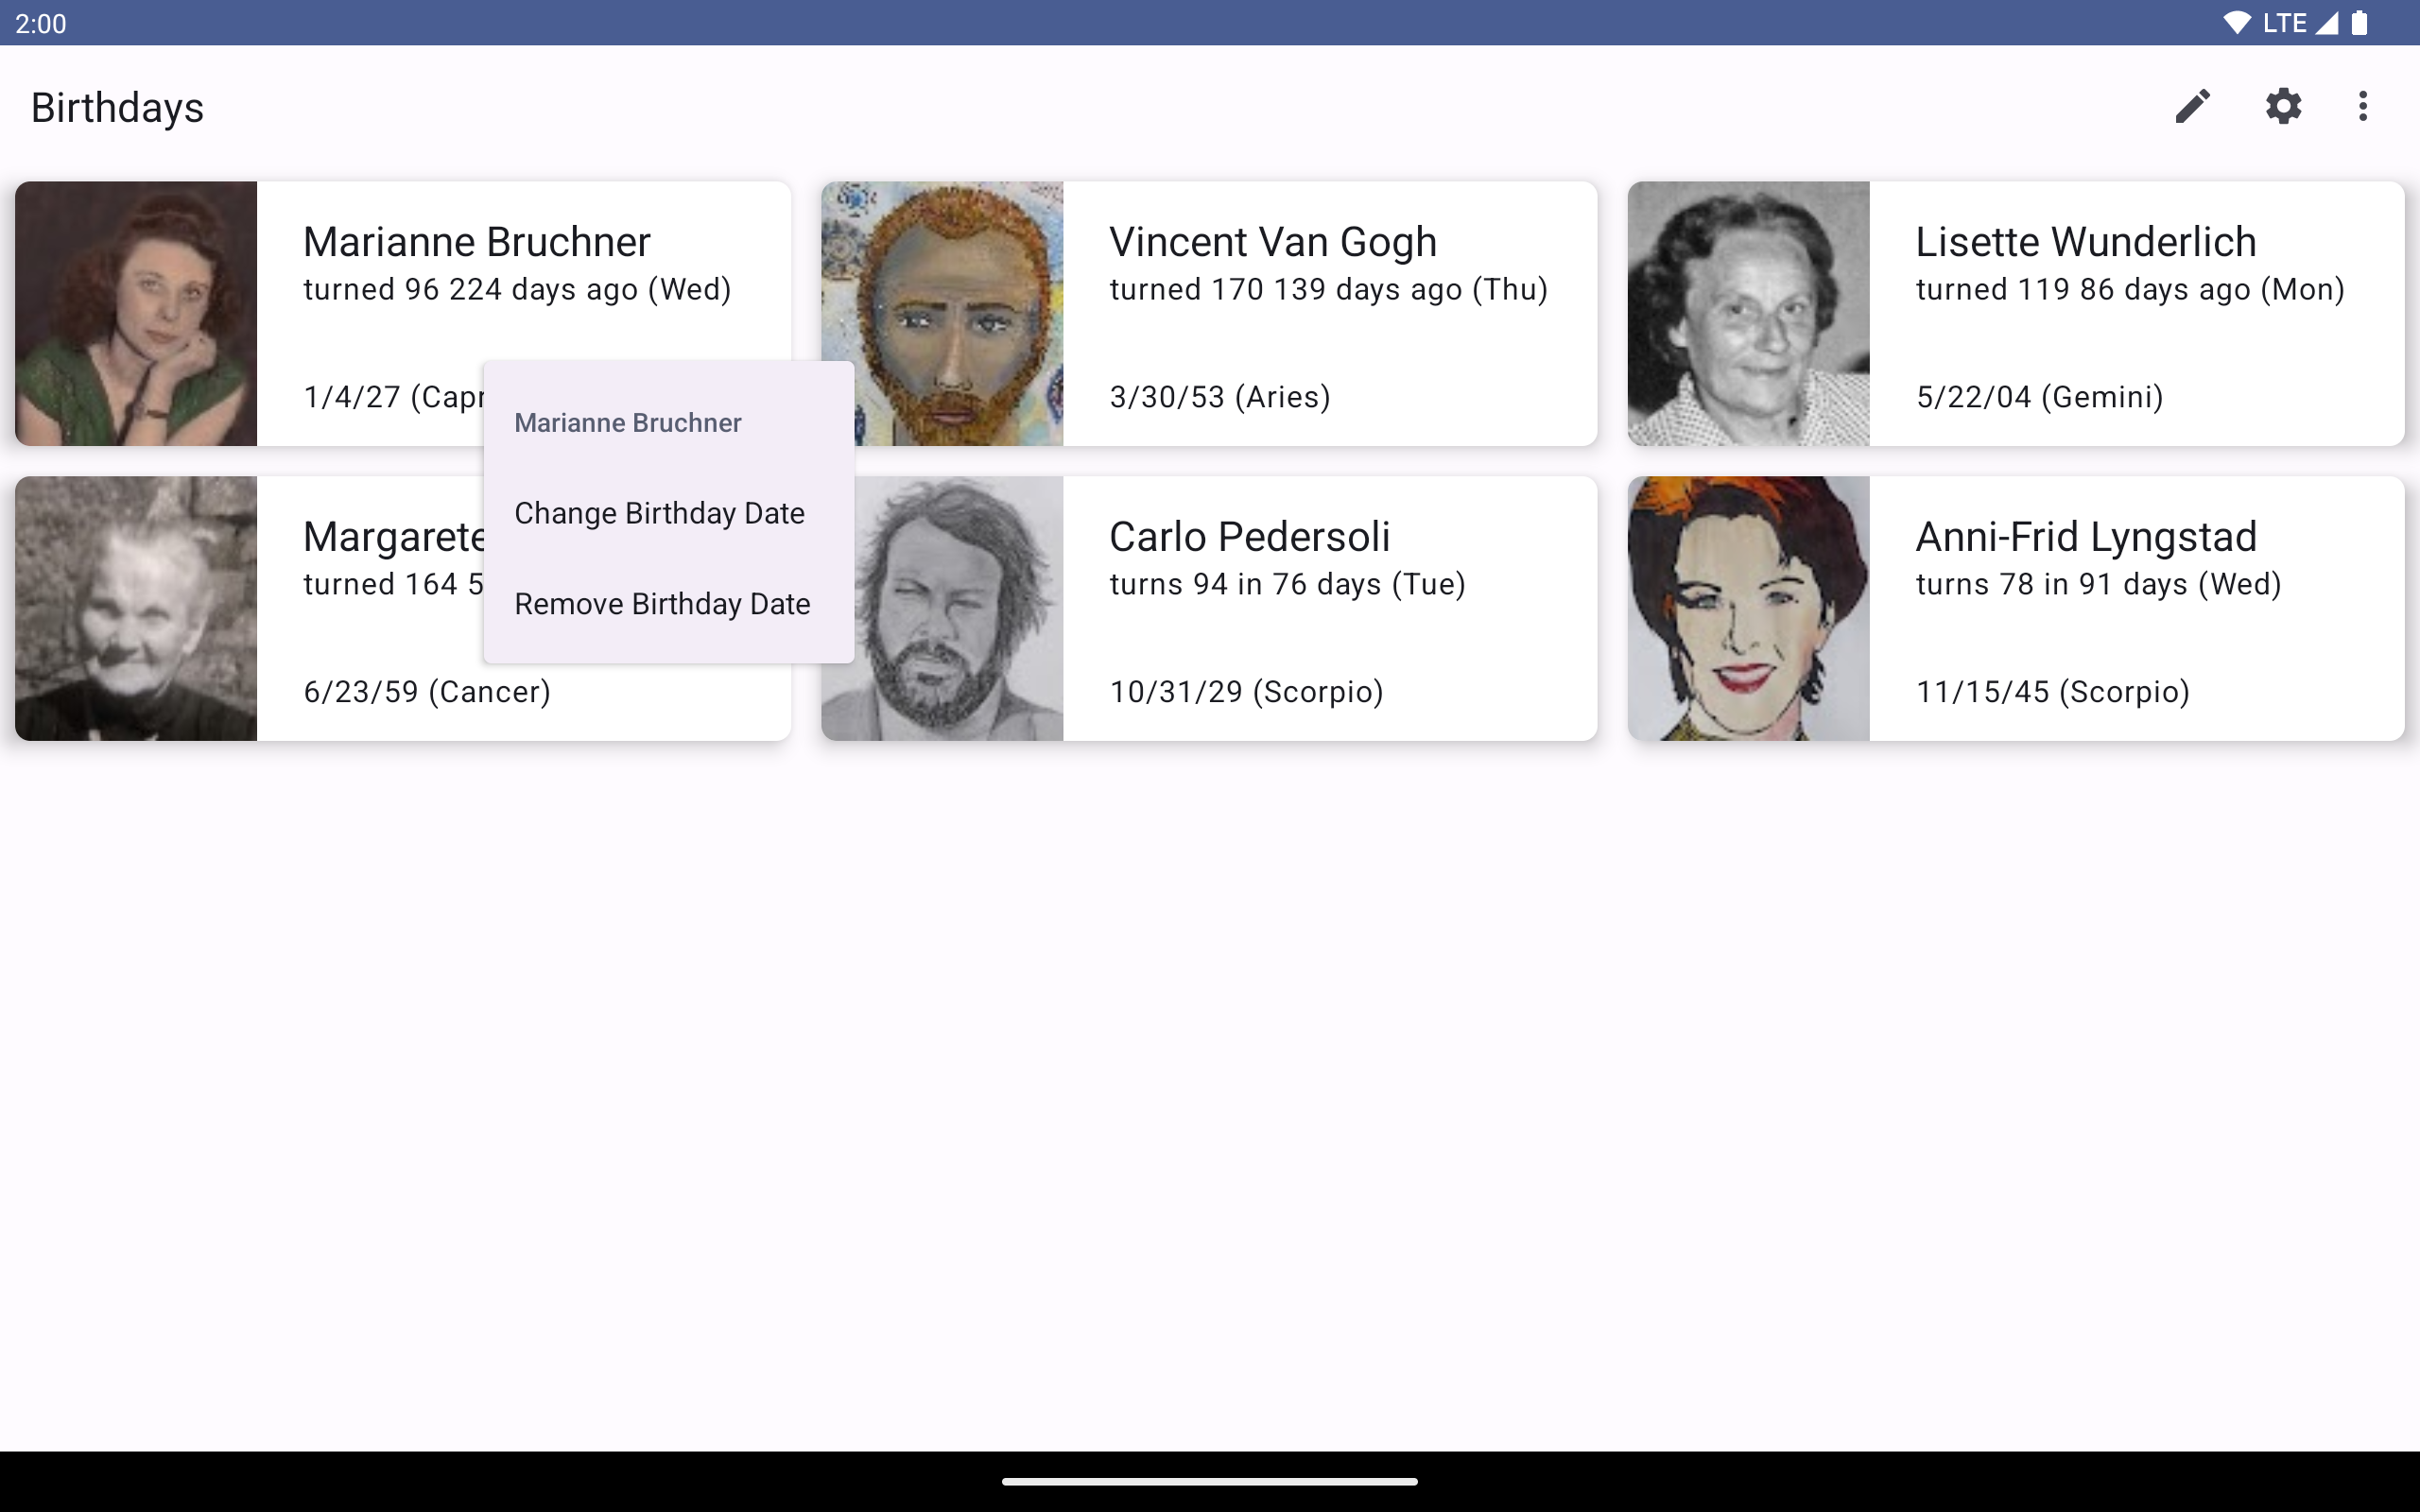 2:00
LTE
Birthdays
Marianne Bruchner
turned 96 224 days ago (Wed)
1/4/27 (Capr
Vincent Van Gogh
turned 170 139 days ago (Thu)
3/30/53 (Aries)
Lisette Wunderlich
turned 119 86 days ago (Mon)
5/22/04 (Gemini)
Marianne Bruchner
Change Birthday Date
Remove Birthday Date
Margarete
turned 164 5
6/23/59 (Cancer)
Carlo Pedersoli
turns 94 in 76 days (Tue)
10/31/29 (Scorpio)
Anni-Frid Lyngstad
turns 78 in 91 days (Wed)
11/15/45 (Scorpio)